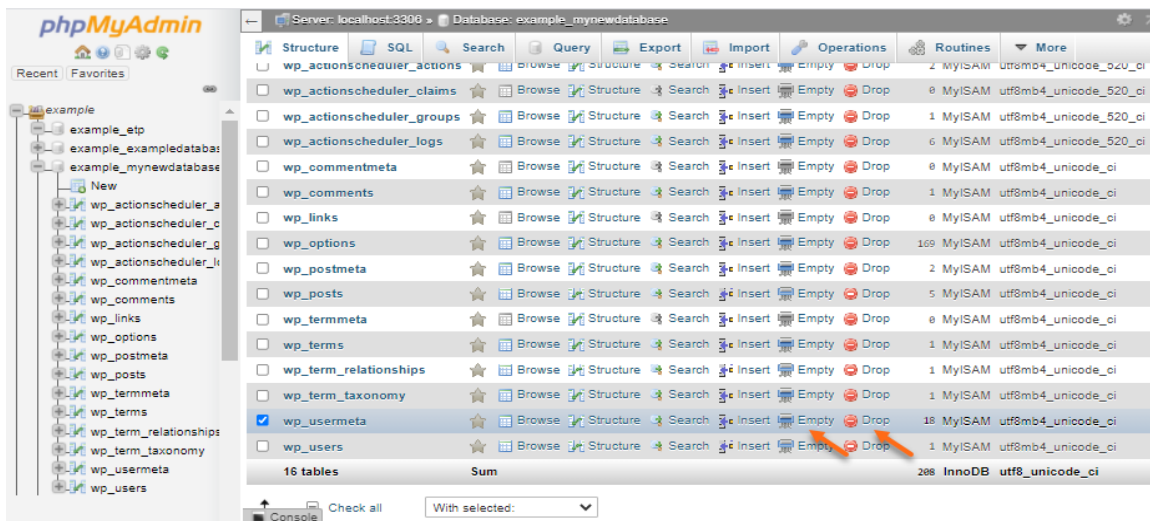 phpMyAdmin
Recent Favorites
example
example_etp
example_exampledatabas
example_mynewdatabase
New
wp_actionscheduler_a
wp_actionscheduler_c
wp_actionscheduler_g
wp_actionscheduler_l
wp_commentmeta
wp_comments
wp_links
wp_options
wp_postmeta
wp_posts
wp_termmeta
wp_terms
wp_term_relationships
wp_term_taxonomy
wp_usermeta
wp_users
Server: localhost:3306 » Database: example_mynewdatabase
Structure SQL Search Query Export Import Operations Routines More
wp_actionscheduler_actions Browse Structure Search Insert Empty Drop 2 MyISAM utf8mb4_unicode_520_ci
wp_actionscheduler_claims Browse Structure Search Insert Empty Drop 0 MyISAM utf8mb4_unicode_520_ci
wp_actionscheduler_groups Browse Structure Search Insert Empty Drop 1 MyISAM utf8mb4_unicode_520_ci
wp_actionscheduler_logs Browse Structure Search Insert Empty Drop 6 MyISAM utf8mb4_unicode_520_ci
wp_commentmeta Browse Structure Search Insert Empty Drop 0 MyISAM utf8mb4_unicode_ci
wp_comments Browse Structure Search Insert Empty Drop 1 MyISAM utf8mb4_unicode_ci
wp_links Browse Structure Search Insert Empty Drop 0 MyISAM utf8mb4_unicode_ci
wp_options Browse Structure Search Insert Empty Drop 169 MyISAM utf8mb4_unicode_ci
wp_postmeta Browse Structure Search Insert Empty Drop 2 MyISAM utf8mb4_unicode_ci
wp_posts Browse Structure Search Insert Empty Drop 5 MyISAM utf8mb4_unicode_ci
wp_termmeta Browse Structure Search Insert Empty Drop 0 MyISAM utf8mb4_unicode_ci
wp_terms Browse Structure Search Insert Empty Drop 1 MyISAM utf8mb4_unicode_ci
wp_term_relationships Browse Structure Search Insert Empty Drop 1 MyISAM utf8mb4_unicode_ci
wp_term_taxonomy Browse Structure Search Insert Empty Drop 1 MyISAM utf8mb4_unicode_ci
wp_usermeta Browse Structure Search Insert Empty Drop 18 MyISAM utf8mb4_unicode_ci
wp_users Browse Structure Search Insert Empty Drop 1 MyISAM utf8mb4_unicode_ci
16 tables Sum 208 InnoDB utf8_unicode_ci
Check all With selected:
Console